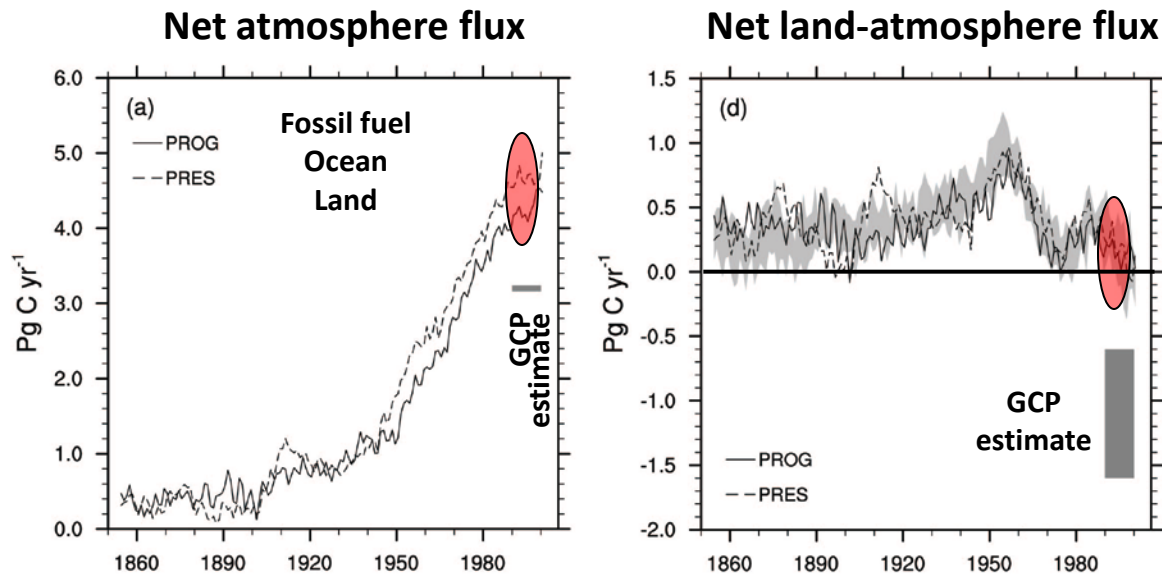 Net atmosphere flux
6.0
5.0
4.0
3.0
2.0
1.0
0.0
Pg C yr-1
(a)
PROG
PRES
Fossil fuel
Ocean
Land
GCP
estimate
1860
1890
1920
1950
1980
Net land-atmosphere flux
1.5
1.0
0.5
0.0
-0.5
-1.0
-1.5
-2.0
Pg C yr-1
(d)
GCP
estimate
PROG
PRES
1860
1890
1920
1950
1980